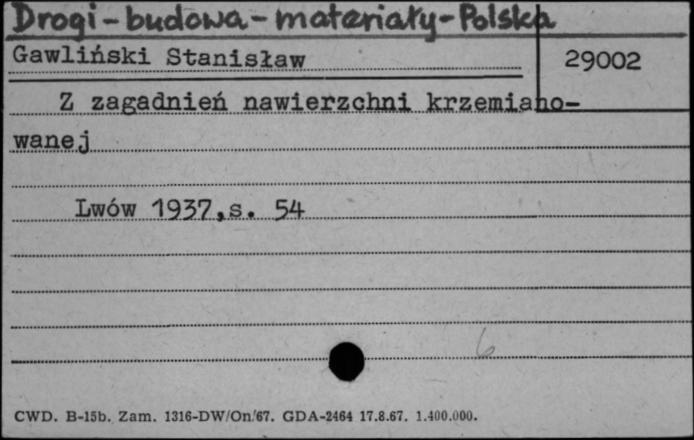 Drogi-budowa-materiały-Polska
Gawliński Stanisław 29002
Z zagadnień nawierzchni krzemiano-
wanej
Lwów 1937,s. 54
6
CWD. B-15b. Zam. 1316-DW/On/67. GDA-2464 17.8.67. 1.400.000.